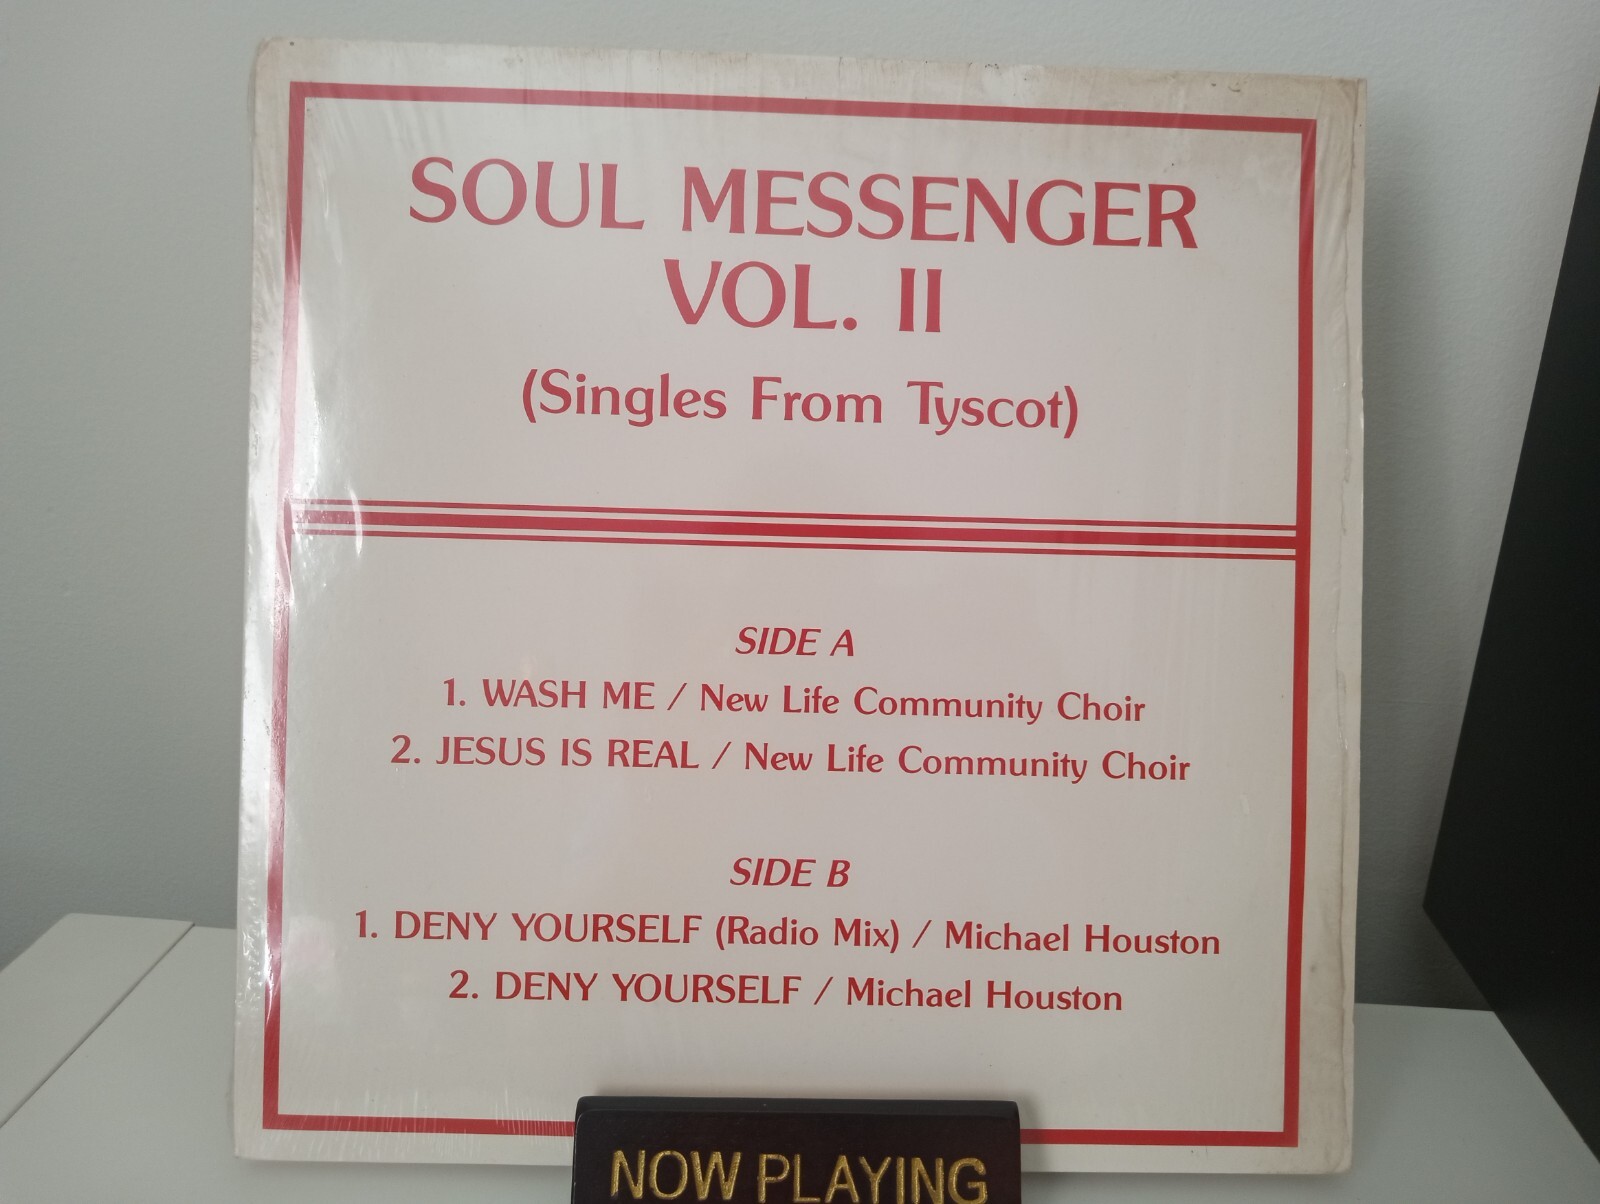 SOUL MESSENGER
VOL. II
(Singles From Tyscot)
SIDE A
1. WASH ME / New Life Community Choir
2. JESUS IS REAL / New Life Community Choir
SIDE B
1. DENY YOURSELF (Radio Mix) / Michael Houston
2. DENY YOURSELF / Michael Houston
NOW PLAYING